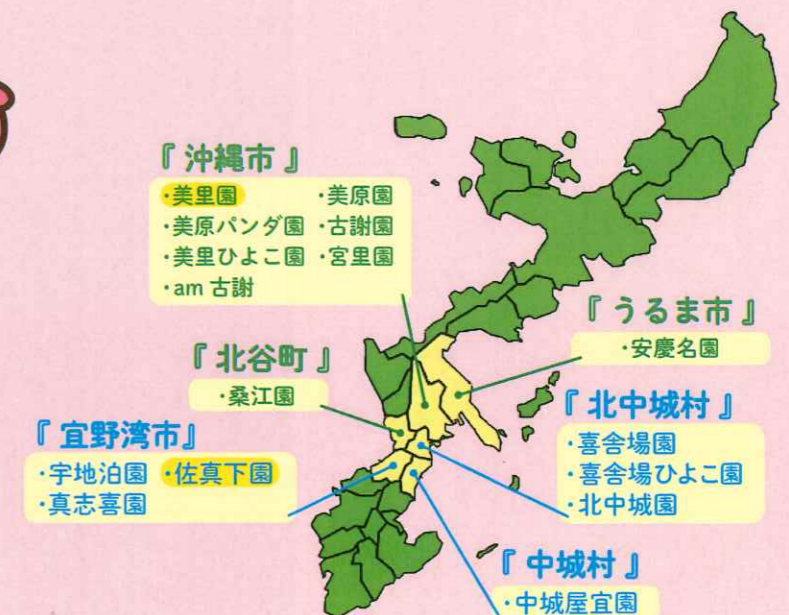 『 沖縄市 』
・美里園 ・美原園
・美原パンダ園 ・古謝園
・美里ひよこ園 ・宮里園
・am 古謝
『 うるま市 』
・安慶名園
『 北谷町 』
・桑江園
『 宜野湾市』
・宇地泊園 ・佐真下園
・真志喜園
『 北中城村 』
・喜舎場園
・喜舎場ひよこ園
・北中城園
『 中城村 』
・中城屋宜園